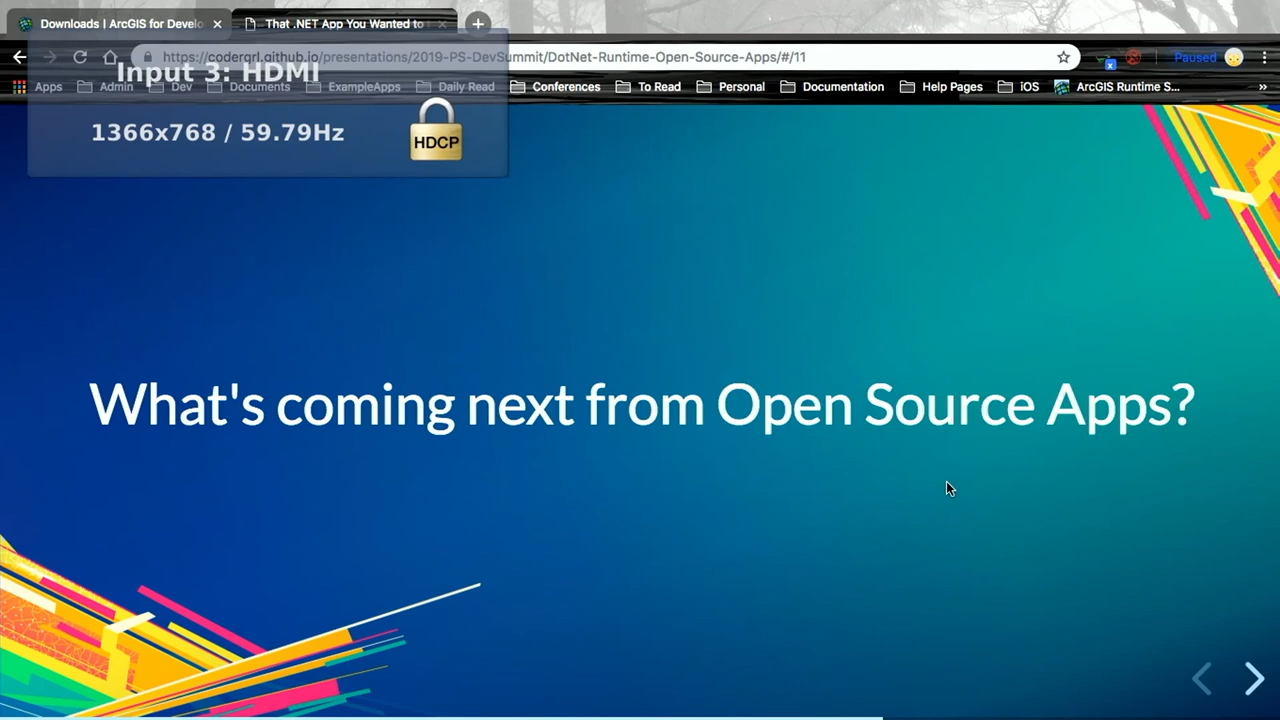 Downloads | ArcGIS for Develo
That .NET App You Wanted to
https://coderqrl.github.io/presentations/2019-PS-DevSummit/DotNet-Runtime-Open-Source-Apps/#/11
Paused
Input 3: HDMI
Apps
Admin
Dev
Documents
ExampleApps
Daily Read
Conferences
To Read
Personal
Documentation
Help Pages
iOS
ArcGIS Runtime S...
1366x768 / 59.79Hz
HDCP
What's coming next from Open Source Apps?